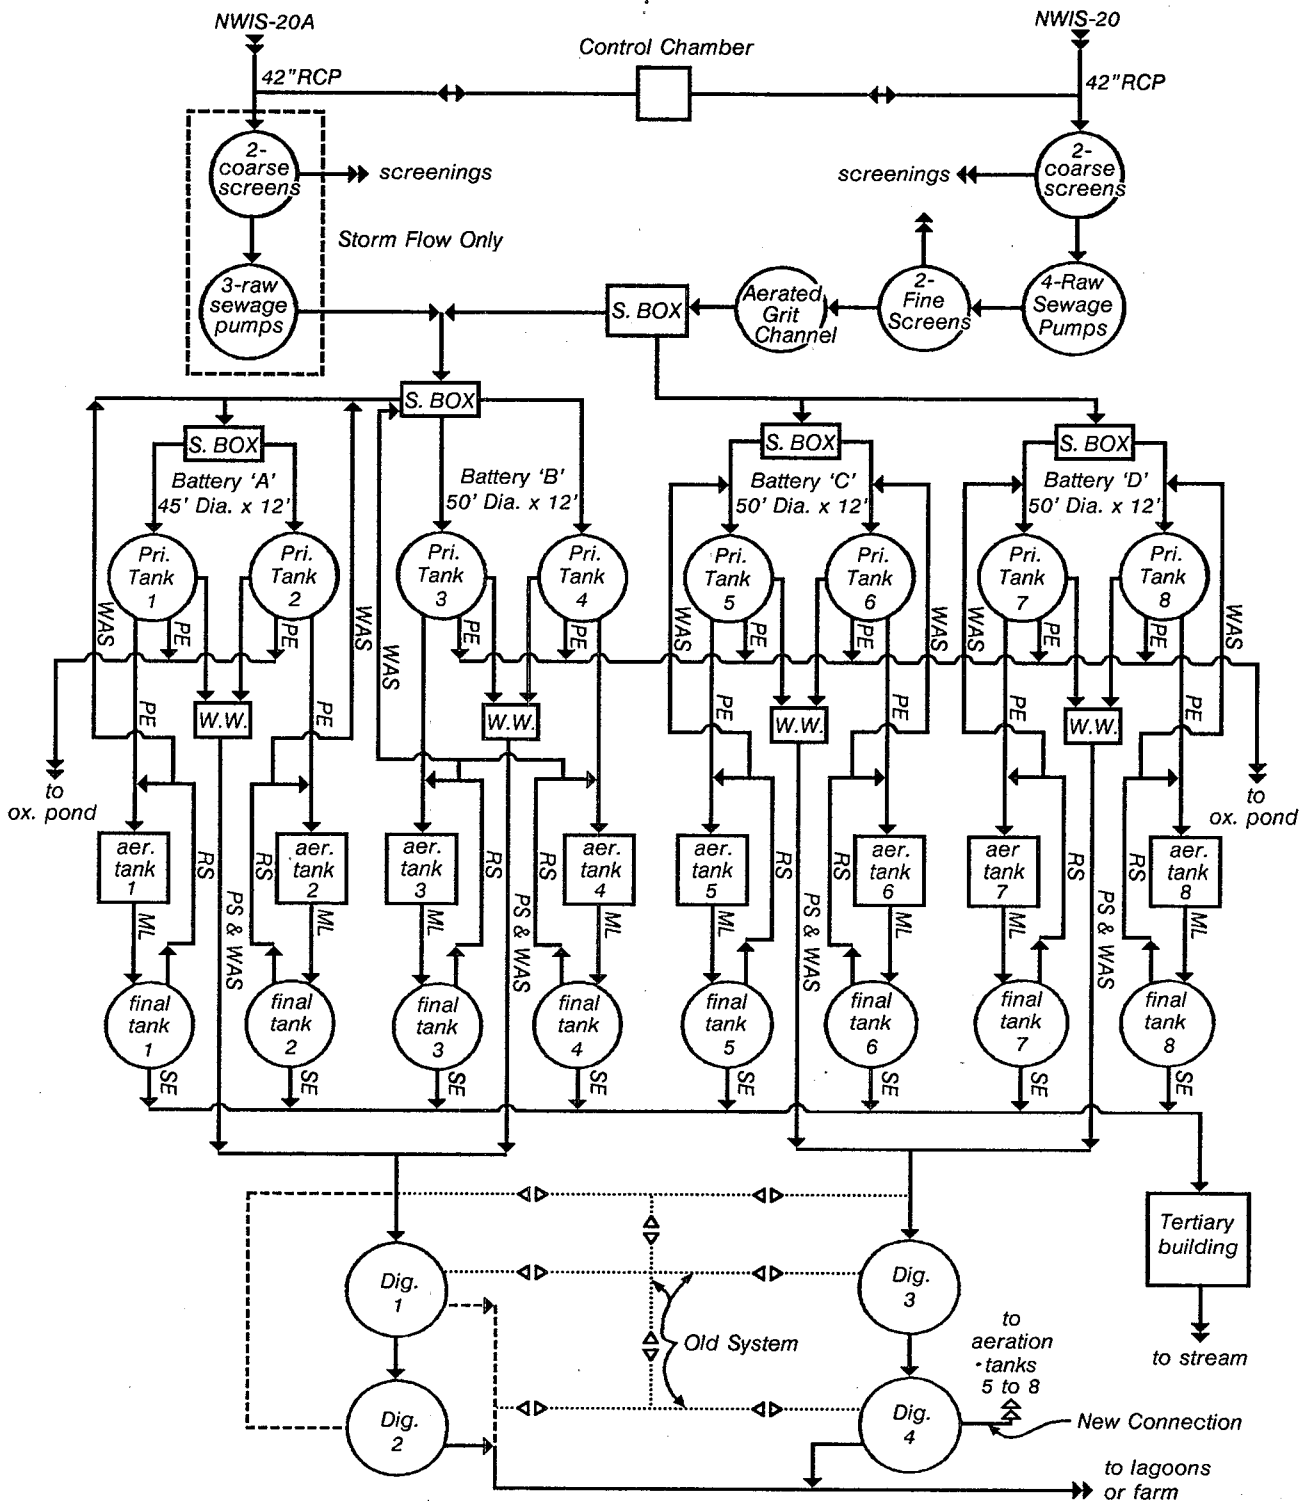 NWIS-20A
NWIS-20
Control Chamber
42"RCP
42"RCP
2-
coarse
screens
screenings
screenings
2-
coarse
screens
Storm Flow Only
3-raw
sewage
pumps
S. BOX
Aerated
Grit
Channel
2-
Fine
Screens
4-Raw
Sewage
Pumps
S. BOX
S. BOX
S. BOX
S. BOX
Battery 'A'
45' Dia. x 12'
Battery 'B'
50' Dia. x 12'
Battery 'C'
50' Dia. x 12'
Battery 'D'
50' Dia. x 12'
Pri.
Tank
1
Pri.
Tank
2
Pri.
Tank
3
Pri.
Tank
4
Pri.
Tank
5
Pri.
Tank
6
Pri.
Tank
7
Pri.
Tank
8
WAS
PE
PE
WAS
WAS
PE
PE
WAS
PE
PE
WAS
WAS
PE
PE
WAS
W.W.
W.W.
W.W.
W.W.
PE
PE
PE
PE
PE
to
ox. pond
to
ox. pond
aer.
tank
1
aer.
tank
2
aer.
tank
3
aer.
tank
4
aer.
tank
5
aer.
tank
6
aer
tank
7
aer.
tank
8
RS
RS
RS
RS
RS
RS
RS
RS
ML
PS & WAS
ML
ML
PS & WAS
ML
ML
PS & WAS
ML
ML
PS & WAS
ML
final
tank
1
final
tank
2
final
tank
3
final
tank
4
final
tank
5
final
tank
6
final
tank
7
final
tank
8
SE
SE
SE
SE
SE
SE
SE
SE
Tertiary
building
to stream
Dig.
1
Dig.
3
Old System
to
aeration
tanks
5 to 8
Dig.
2
Dig.
4
New Connection
to lagoons
or farm